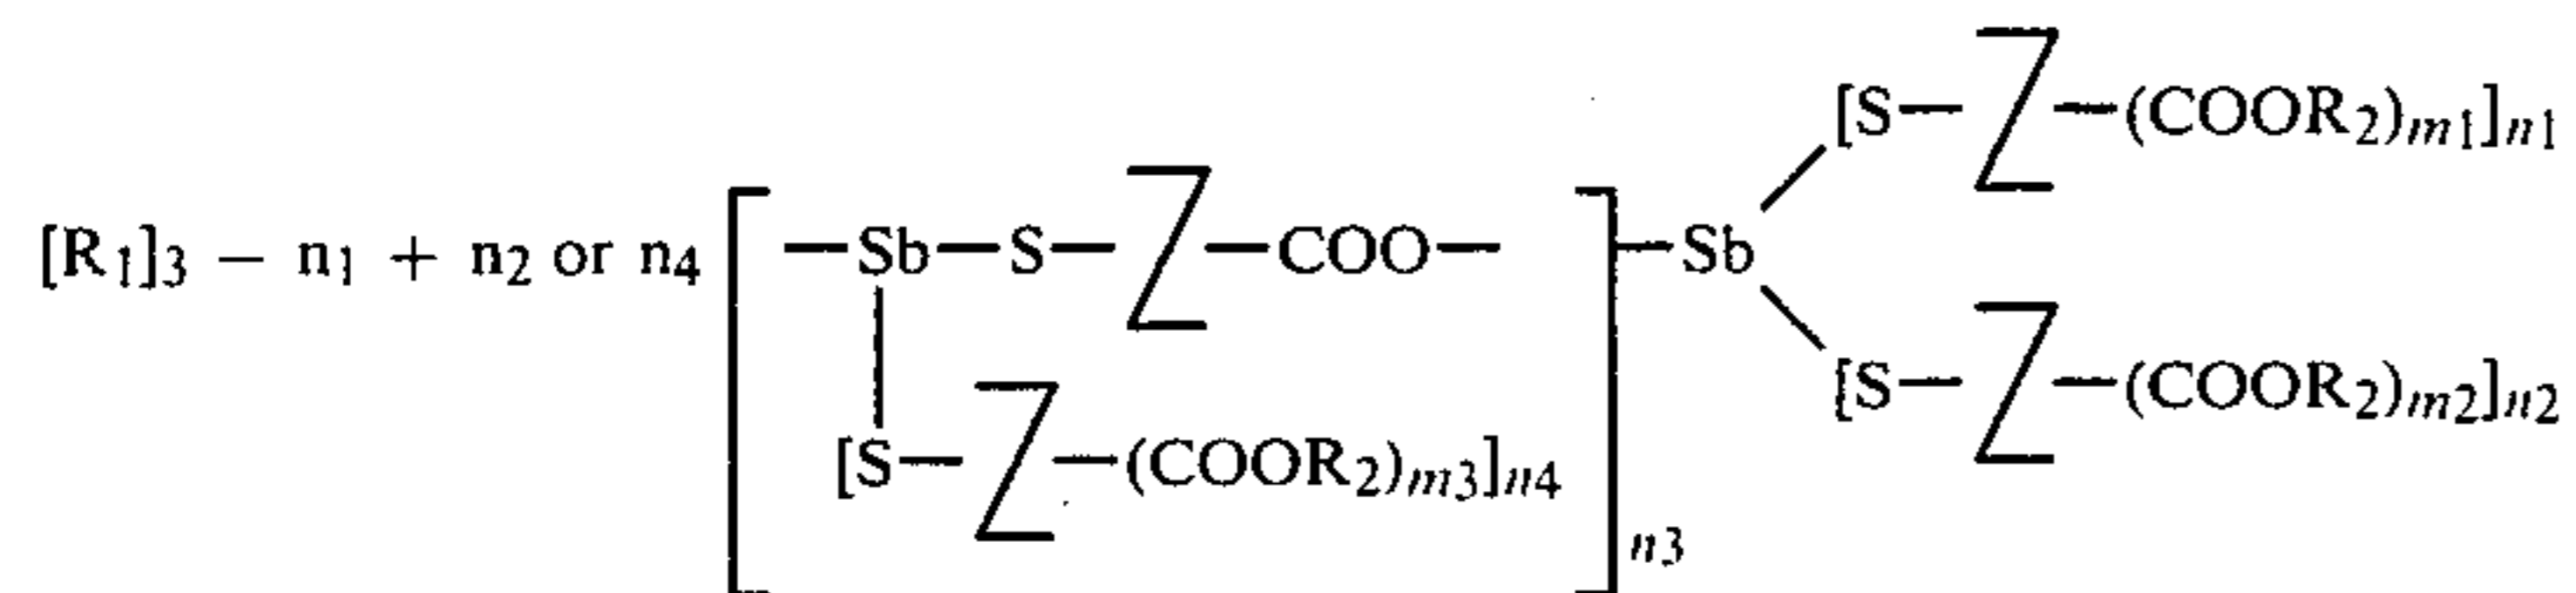 [S—Z—(COOR2)m1]n1
[R1]3 − n1 + n2 or n4 [—Sb—S—Z—COO—]n3—Sb
[S—Z—(COOR2)m3]n4
[S—Z—(COOR2)m2]n2